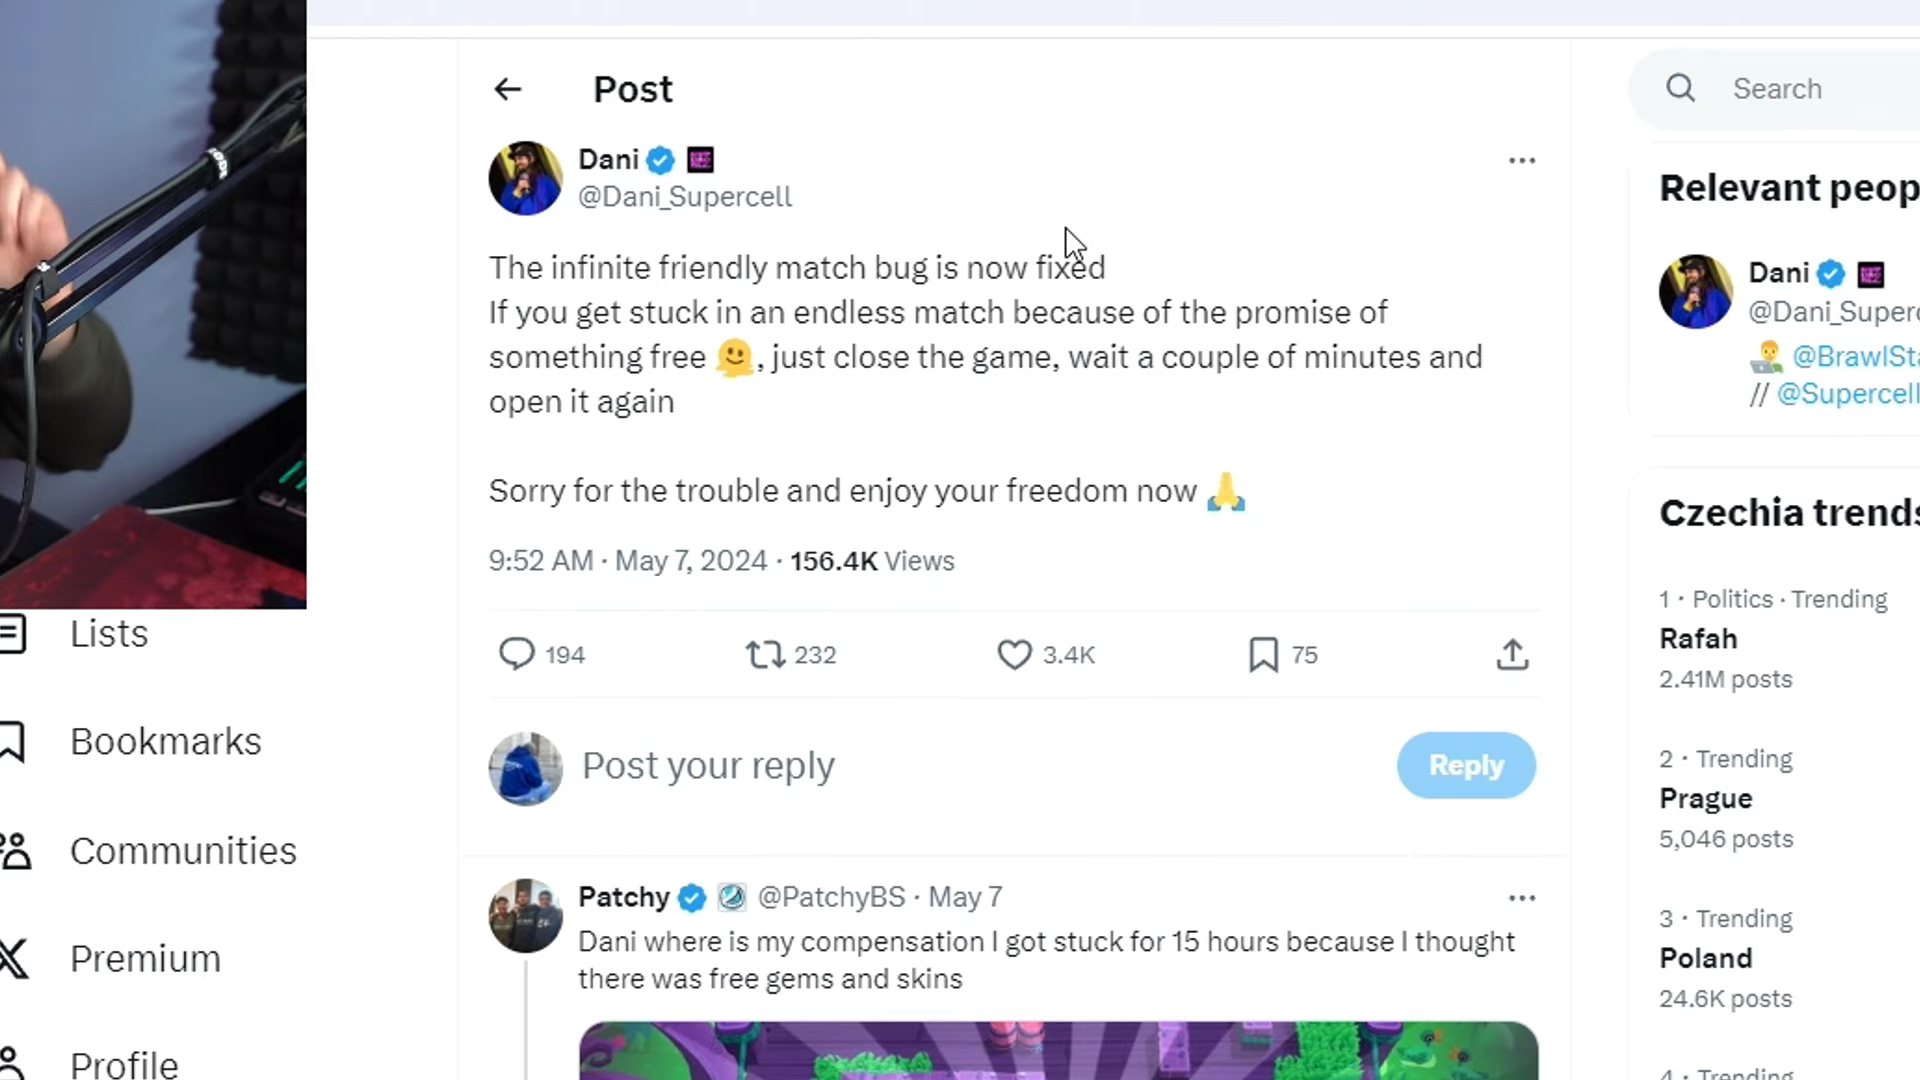 Post
Search
Dani
@Dani_Supercell
Relevant peop
The infinite friendly match bug is now fixed
If you get stuck in an endless match because of the promise of
something free 🫠, just close the game, wait a couple of minutes and
open it again
Dani
@Dani_Superc
@BrawlSta
// @Supercell
Sorry for the trouble and enjoy your freedom now 🙏
9:52 AM · May 7, 2024 · 156.4K Views
Czechia trends
1 · Politics · Trending
Rafah
2.41M posts
Lists
194
232
3.4K
75
Bookmarks
Post your reply
Reply
2 · Trending
Prague
5,046 posts
Communities
Patchy @PatchyBS · May 7
Dani where is my compensation I got stuck for 15 hours because I thought
there was free gems and skins
3 · Trending
Poland
24.6K posts
Premium
Profile
4 · Trending